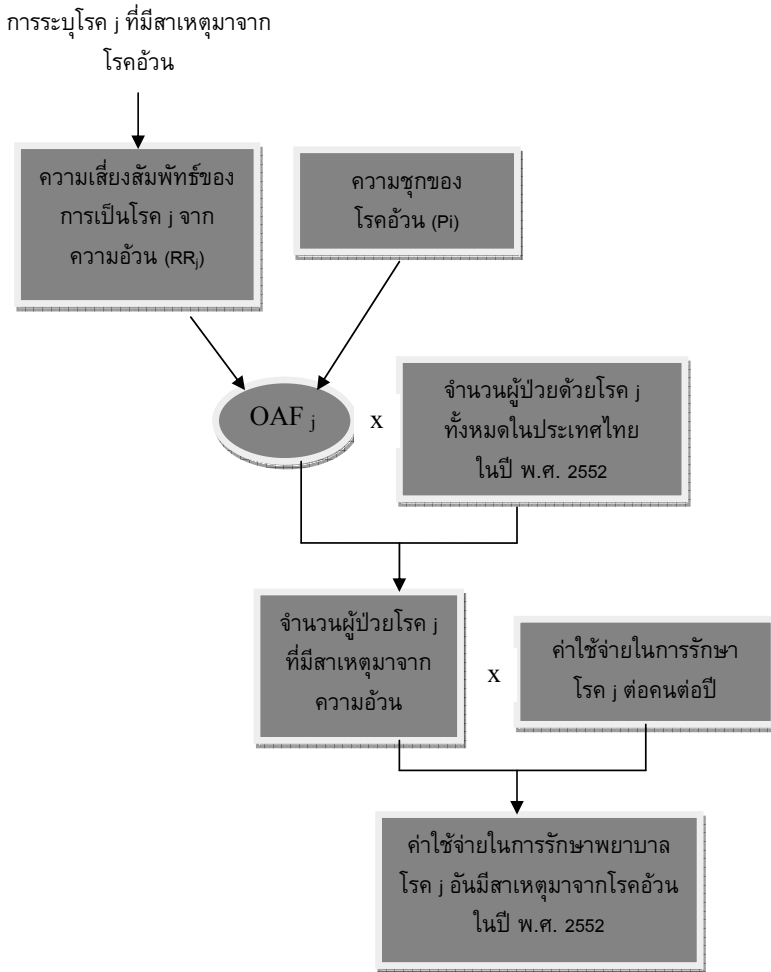 การระบุโรค j ที่มีสาเหตุมาจาก
โรคอ้วน
ความเสี่ยงสัมพัทธ์ของ
การเป็นโรค j จาก
ความอ้วน (RRj)
ความชุกของ
โรคอ้วน (Pi)
OAF j
x
จำนวนผู้ป่วยด้วยโรค j
ทั้งหมดในประเทศไทย
ในปี พ.ศ. 2552
จำนวนผู้ป่วยโรค j
ที่มีสาเหตุมาจาก
ความอ้วน
x
ค่าใช้จ่ายในการรักษา
โรค j ต่อคนต่อปี
ค่าใช้จ่ายในการรักษาพยาบาล
โรค j อันมีสาเหตุมาจากโรคอ้วน
ในปี พ.ศ. 2552